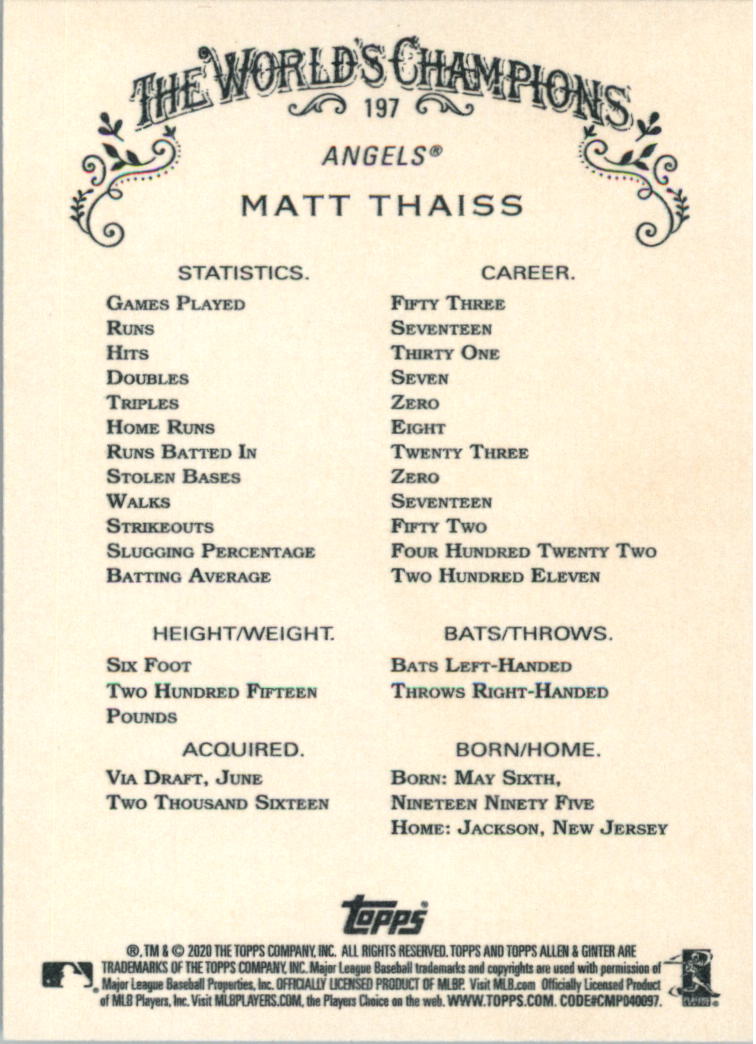 THE WORLD'S CHAMPIONS
197
ANGELS®
MATT THAISS
STATISTICS. CAREER.
GAMES PLAYED FIFTY THREE
RUNS SEVENTEEN
HITS THIRTY ONE
DOUBLES SEVEN
TRIPLES ZERO
HOME RUNS EIGHT
RUNS BATTED IN TWENTY THREE
STOLEN BASES ZERO
WALKS SEVENTEEN
STRIKEOUTS FIFTY TWO
SLUGGING PERCENTAGE FOUR HUNDRED TWENTY TWO
BATTING AVERAGE TWO HUNDRED ELEVEN
HEIGHT/WEIGHT. BATS/THROWS.
SIX FOOT BATS LEFT-HANDED
TWO HUNDRED FIFTEEN THROWS RIGHT-HANDED
POUNDS
ACQUIRED. BORN/HOME.
VIA DRAFT, JUNE BORN: MAY SIXTH,
TWO THOUSAND SIXTEEN NINETEEN NINETY FIVE
HOME: JACKSON, NEW JERSEY
topps®
®, TM & © 2020 THE TOPPS COMPANY, INC. ALL RIGHTS RESERVED. TOPPS AND TOPPS ALLEN & GINTER ARE
TRADEMARKS OF THE TOPPS COMPANY, INC. Major League Baseball trademarks and copyrights are used with permission of
Major League Baseball Properties, Inc. OFFICIALLY LICENSED PRODUCT OF MLBP. Visit MLB.com Officially Licensed Product
of MLB Players, Inc. Visit MLBPLAYERS.COM, the Players Choice on the web. WWW.TOPPS.COM. CODE#CMP040097.